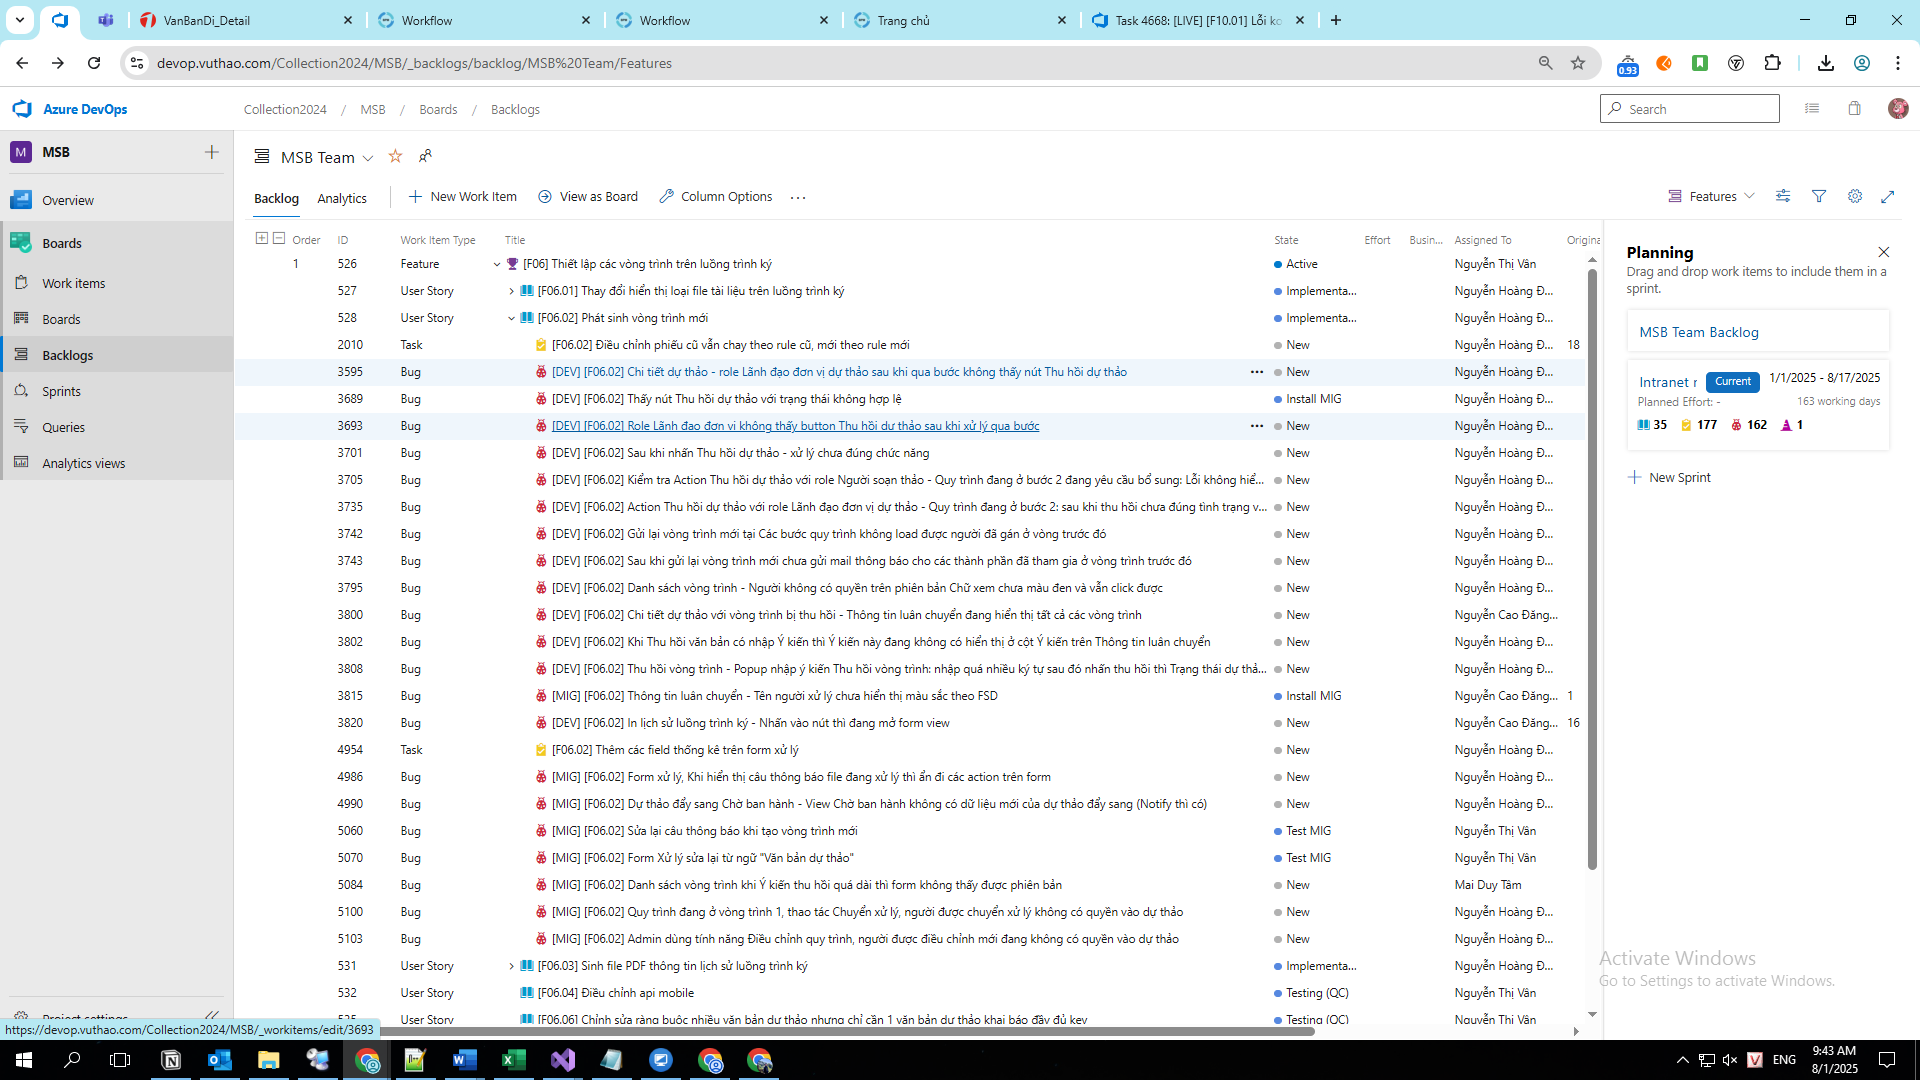 VanBanDi_Detail
Workflow
Workflow
Trang chủ
Task 4668: [LIVE] [F10.01] Lỗi ko
devop.vuthao.com/Collection2024/MSB/_backlogs/backlog/MSB%20Team/Features
0.93
Azure DevOps
Collection2024 / MSB / Boards / Backlogs
Search
M MSB
MSB Team
Overview
Boards
Work items
Boards
Backlogs
Sprints
Queries
Analytics views
Project settings
Backlog Analytics New Work Item View as Board Column Options
Features
Order ID Work Item Type Title State Effort Busin... Assigned To Origina
1 526 Feature [F06] Thiết lập các vòng trình trên luồng trình ký Active Nguyễn Thị Vân
527 User Story [F06.01] Thay đổi hiển thị loại file tài liệu trên luồng trình ký Implementa... Nguyễn Hoàng Đ...
528 User Story [F06.02] Phát sinh vòng trình mới Implementa... Nguyễn Hoàng Đ...
2010 Task [F06.02] Điều chỉnh phiếu cũ vẫn chạy theo rule cũ, mới theo rule mới New Nguyễn Hoàng Đ... 18
3595 Bug [DEV] [F06.02] Chi tiết dự thảo - role Lãnh đạo đơn vị dự thảo sau khi qua bước không thấy nút Thu hồi dự thảo New Nguyễn Hoàng Đ...
3689 Bug [DEV] [F06.02] Thấy nút Thu hồi dự thảo với trạng thái không hợp lệ Install MIG Nguyễn Hoàng Đ...
3693 Bug [DEV] [F06.02] Role Lãnh đạo đơn vị không thấy button Thu hồi dự thảo sau khi xử lý qua bước New Nguyễn Hoàng Đ...
3701 Bug [DEV] [F06.02] Sau khi nhấn Thu hồi dự thảo - xử lý chưa đúng chức năng New Nguyễn Hoàng Đ...
3705 Bug [DEV] [F06.02] Kiểm tra Action Thu hồi dự thảo với role Người soạn thảo - Quy trình đang ở bước 2 đang yêu cầu bổ sung: Lỗi không hiể... New Nguyễn Hoàng Đ...
3735 Bug [DEV] [F06.02] Action Thu hồi dự thảo với role Lãnh đạo đơn vị dự thảo - Quy trình đang ở bước 2: sau khi thu hồi chưa đúng tình trạng v... New Nguyễn Hoàng Đ...
3742 Bug [DEV] [F06.02] Gửi lại vòng trình mới tại Các bước quy trình không load được người đã gán ở vòng trước đó New Nguyễn Hoàng Đ...
3743 Bug [DEV] [F06.02] Sau khi gửi lại vòng trình mới chưa gửi mail thông báo cho các thành phần đã tham gia ở vòng trình trước đó New Nguyễn Hoàng Đ...
3795 Bug [DEV] [F06.02] Danh sách vòng trình - Người không có quyền trên phiên bản Chữ xem chưa màu đen và vẫn click được New Nguyễn Hoàng Đ...
3800 Bug [DEV] [F06.02] Chi tiết dự thảo với vòng trình bị thu hồi - Thông tin luân chuyển đang hiển thị tất cả các vòng trình New Nguyễn Cao Đăng...
3802 Bug [DEV] [F06.02] Khi Thu hồi văn bản có nhập Ý kiến thì Ý kiến này đang không có hiển thị ở cột Ý kiến trên Thông tin luân chuyển New Nguyễn Hoàng Đ...
3808 Bug [DEV] [F06.02] Thu hồi vòng trình - Popup nhập ý kiến Thu hồi vòng trình: nhập quá nhiều ký tự sau đó nhấn thu hồi thì Trạng thái dự thả... New Nguyễn Hoàng Đ...
3815 Bug [MIG] [F06.02] Thông tin luân chuyển - Tên người xử lý chưa hiển thị màu sắc theo FSD Install MIG Nguyễn Cao Đăng... 1
3820 Bug [DEV] [F06.02] In lịch sử luồng trình ký - Nhấn vào nút thì đang mở form view New Nguyễn Cao Đăng... 16
4954 Task [F06.02] Thêm các field thống kê trên form xử lý New Nguyễn Hoàng Đ...
4986 Bug [MIG] [F06.02] Form xử lý, Khi hiển thị câu thông báo file đang xử lý thì ẩn đi các action trên form New Nguyễn Hoàng Đ...
4990 Bug [MIG] [F06.02] Dự thảo đẩy sang Chờ ban hành - View Chờ ban hành không có dữ liệu mới của dự thảo đẩy sang (Notify thì có) New Nguyễn Hoàng Đ...
5060 Bug [MIG] [F06.02] Sửa lại câu thông báo khi tạo vòng trình mới Test MIG Nguyễn Thị Vân
5070 Bug [MIG] [F06.02] Form Xử lý sửa lại từ ngữ "Văn bản dự thảo" Test MIG Nguyễn Thị Vân
5084 Bug [MIG] [F06.02] Danh sách vòng trình khi Ý kiến thu hồi quá dài thì form không thấy được phiên bản New Mai Duy Tâm
5100 Bug [MIG] [F06.02] Quy trình đang ở vòng trình 1, thao tác Chuyển xử lý, người được chuyển xử lý không có quyền vào dự thảo New Nguyễn Hoàng Đ...
5103 Bug [MIG] [F06.02] Admin dùng tính năng Điều chỉnh quy trình, người được điều chỉnh mới đang không có quyền vào dự thảo New Nguyễn Hoàng Đ...
531 User Story [F06.03] Sinh file PDF thông tin lịch sử luồng trình ký Implementa... Nguyễn Hoàng Đ...
532 User Story [F06.04] Điều chỉnh api mobile Testing (QC) Nguyễn Thị Vân
535 User Story [F06.06] Chỉnh sửa ràng buộc nhiều văn bản dự thảo nhưng chỉ cần 1 văn bản dự thảo khai báo đầy đủ key Testing (QC) Nguyễn Thị Vân
Planning
Drag and drop work items to include them in a
sprint.
MSB Team Backlog
Intranet r Current 1/1/2025 - 8/17/2025
Planned Effort: - 163 working days
35 177 162 1
New Sprint
Activate Windows
Go to Settings to activate Windows.
https://devop.vuthao.com/Collection2024/MSB/_workitems/edit/3693
ENG
9:43 AM
8/1/2025